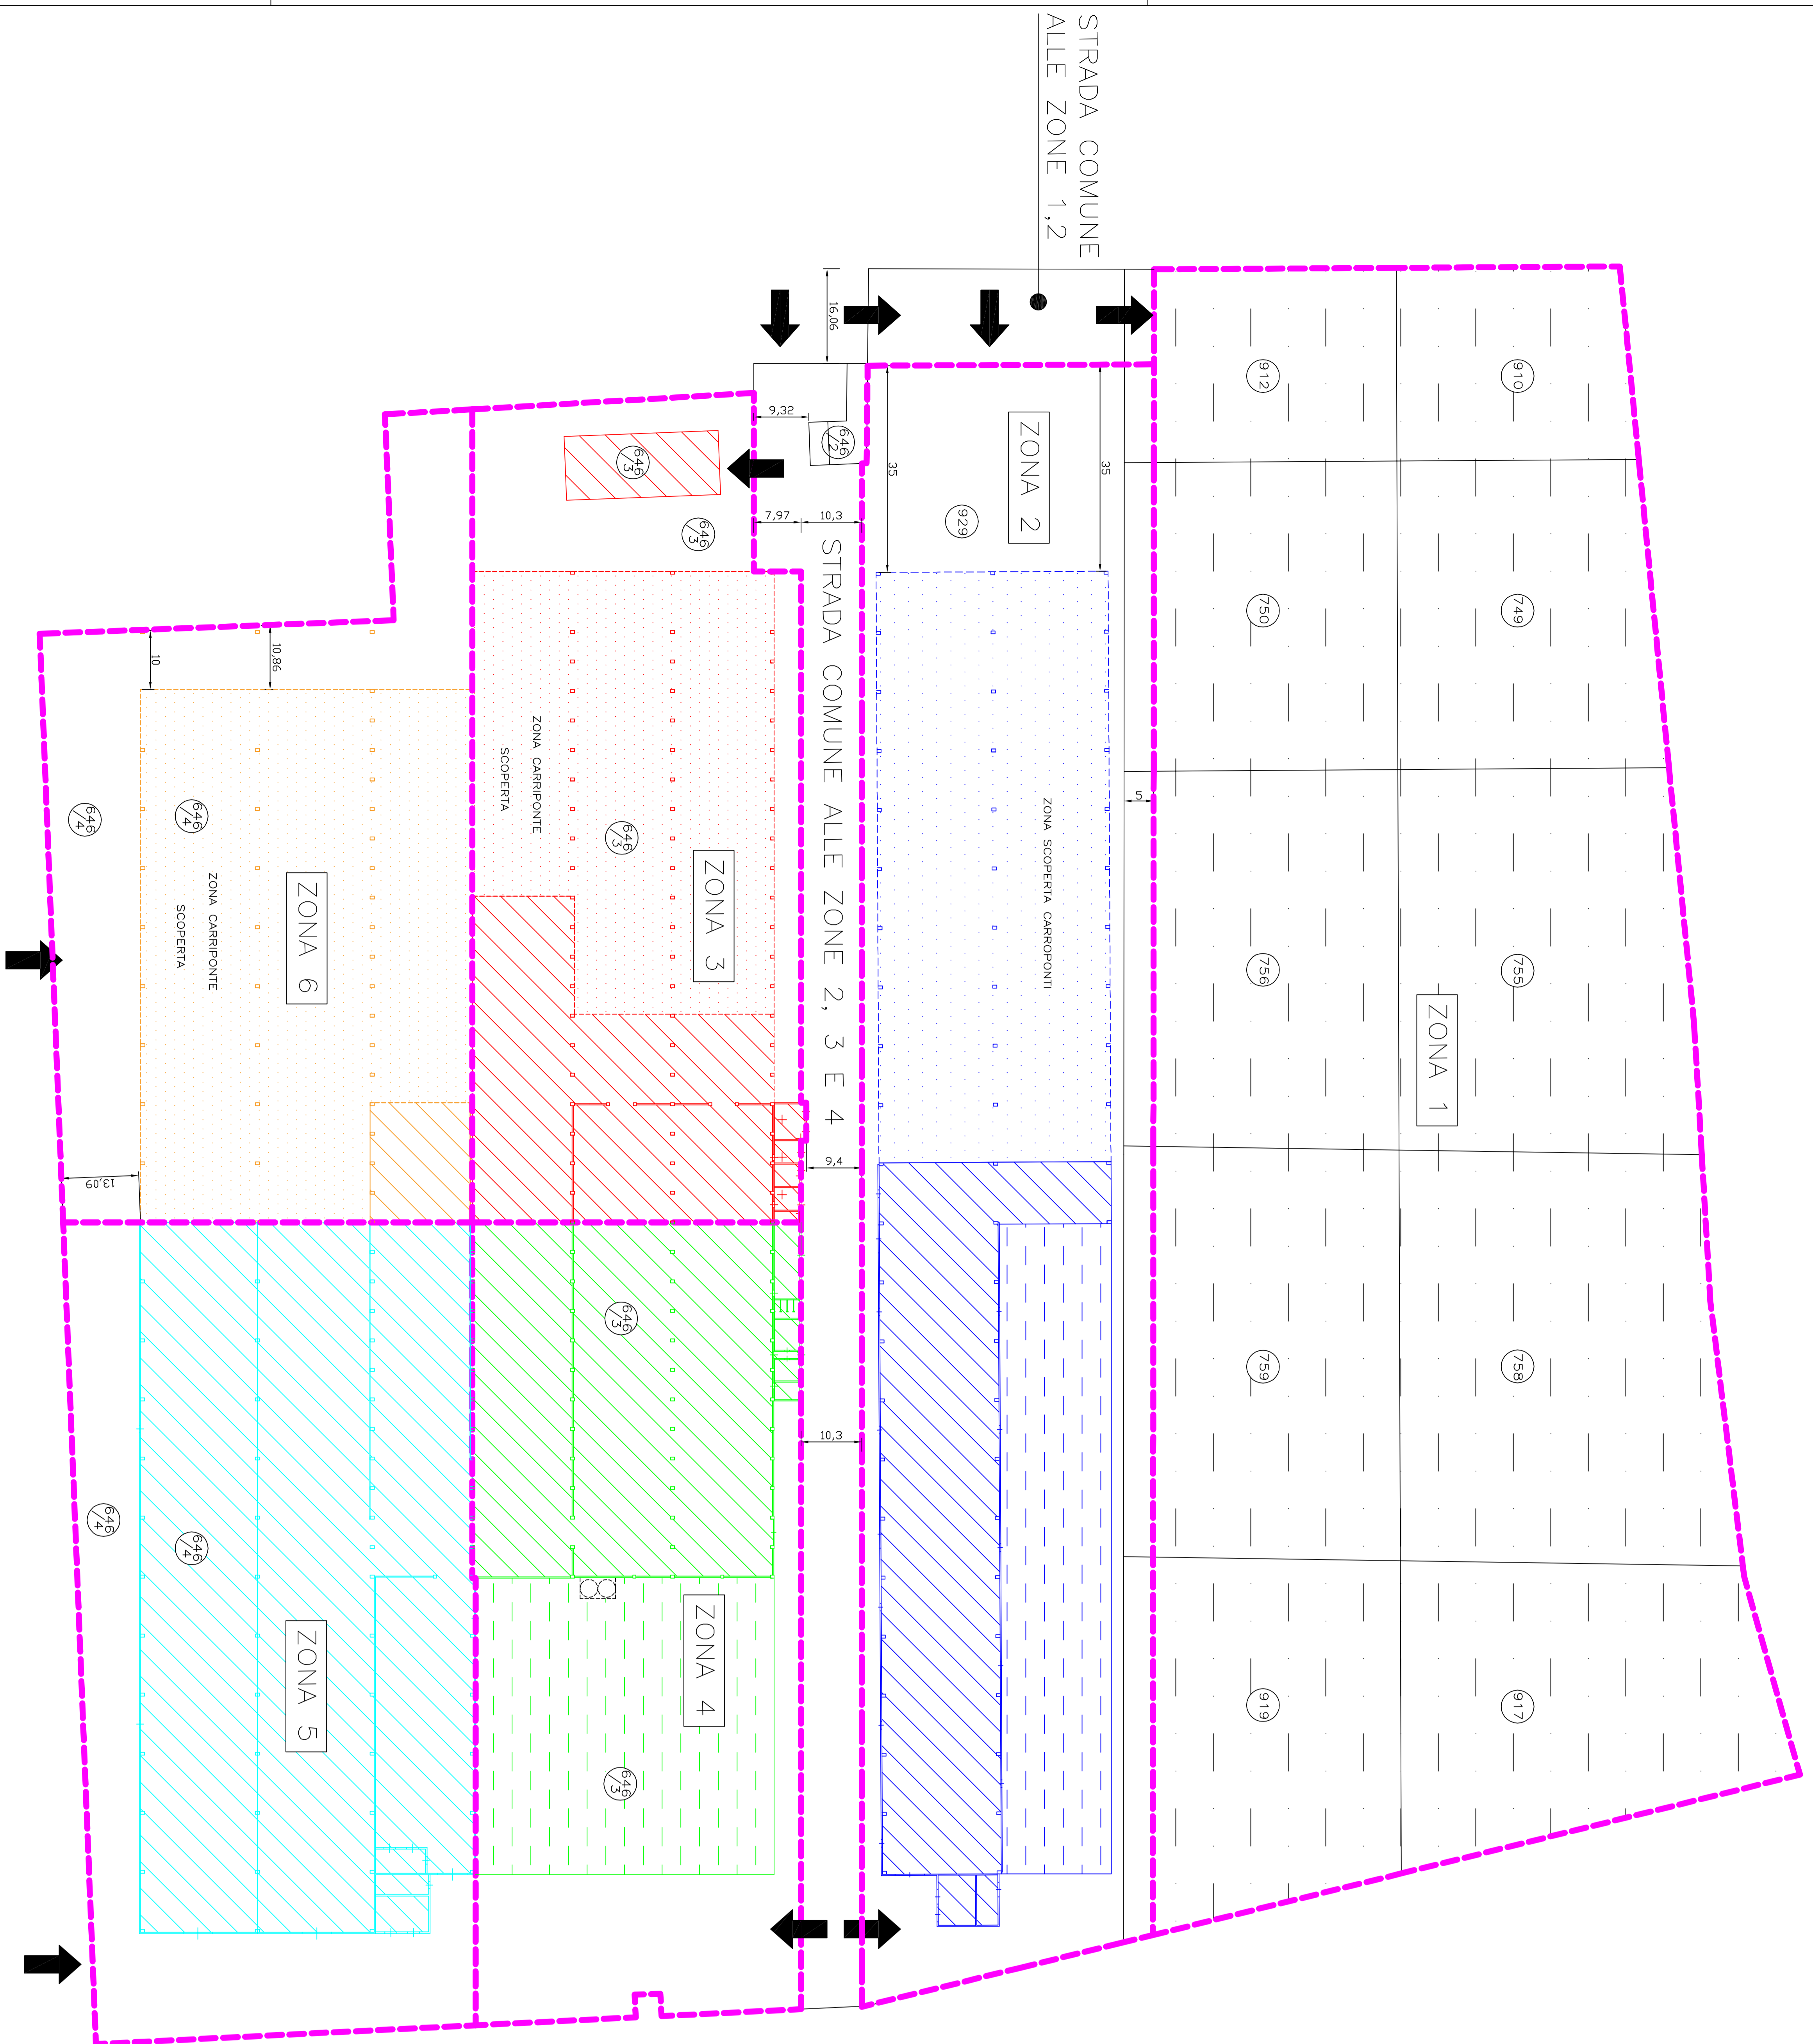 STRADA COMUNE
ALLE ZONE 1,2
910
749
755
758
917
ZONA 1
912
750
756
759
919
5
35
ZONA 2
929
35
ZONA SCOPERTA CARROPONTI
16,06
646/2
9,32
10,3
7,97
STRADA COMUNE ALLE ZONE 2, 3 E 4
9,4
10,3
646/3
646/3
ZONA 3
646/3
ZONA CARRIPONTE
SCOPERTA
646/3
ZONA 4
646/3
10,86
10
ZONA 6
ZONA CARRIPONTE
SCOPERTA
646/4
646/4
13,09
ZONA 5
646/4
646/4